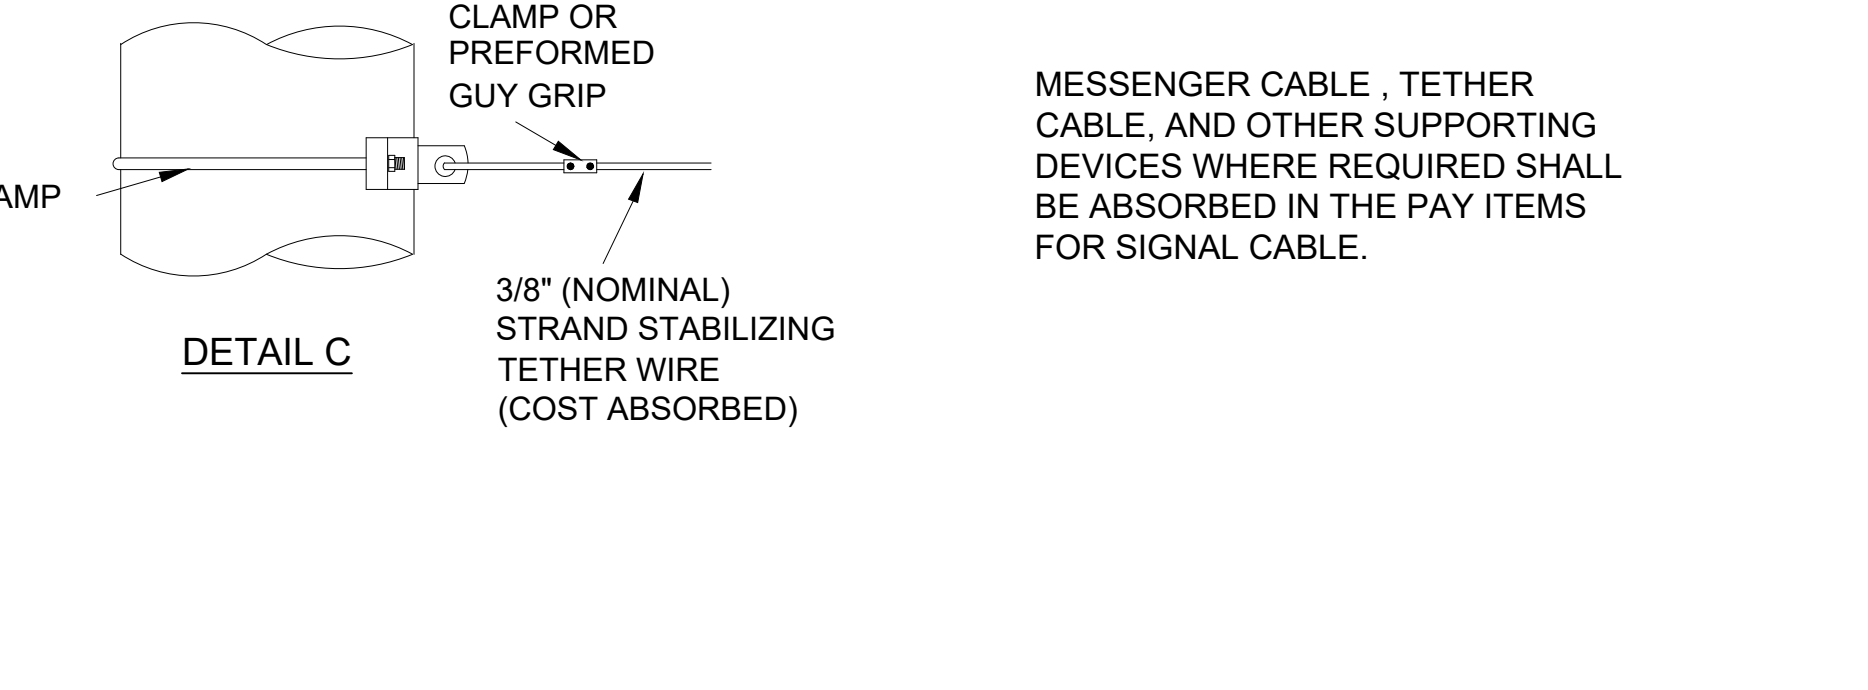 CLAMP OR
PREFORMED
GUY GRIP
AMP
3/8" (NOMINAL)
STRAND STABILIZING
TETHER WIRE
(COST ABSORBED)
DETAIL C
MESSENGER CABLE , TETHER
CABLE, AND OTHER SUPPORTING
DEVICES WHERE REQUIRED SHALL
BE ABSORBED IN THE PAY ITEMS
FOR SIGNAL CABLE.